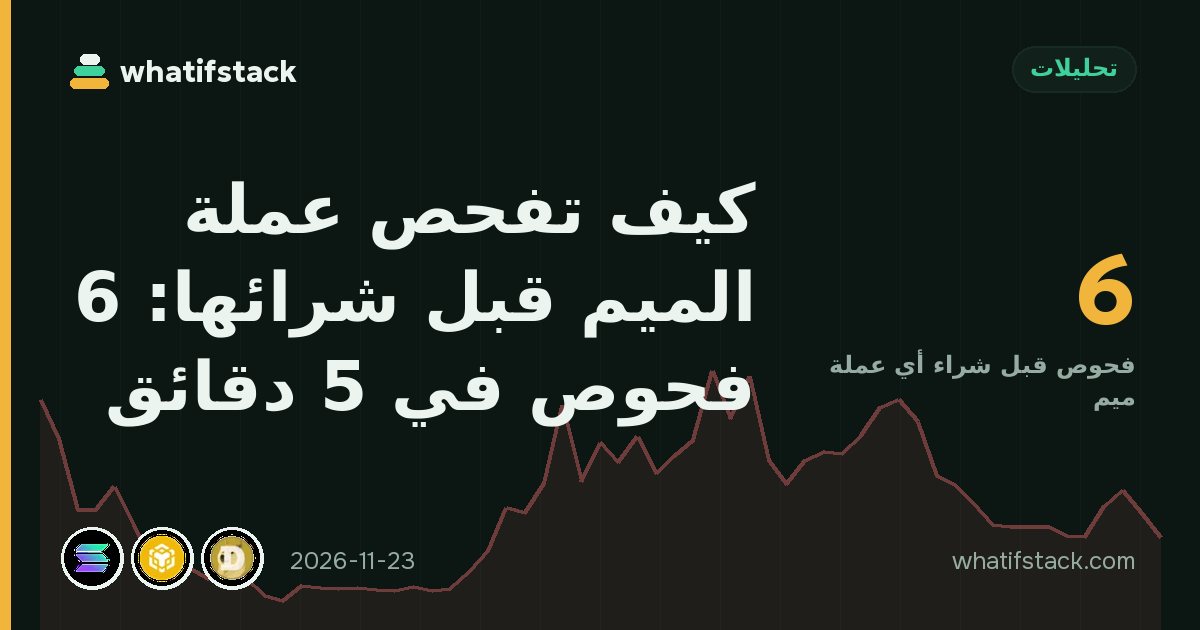 whatifstack
تحليلات
كيف تفحص عملة
الميم قبل شرائها: 6
فحوص في 5 دقائق
6
فحوص قبل شراء أي عملة
ميم
2026-11-23
whatifstack.com